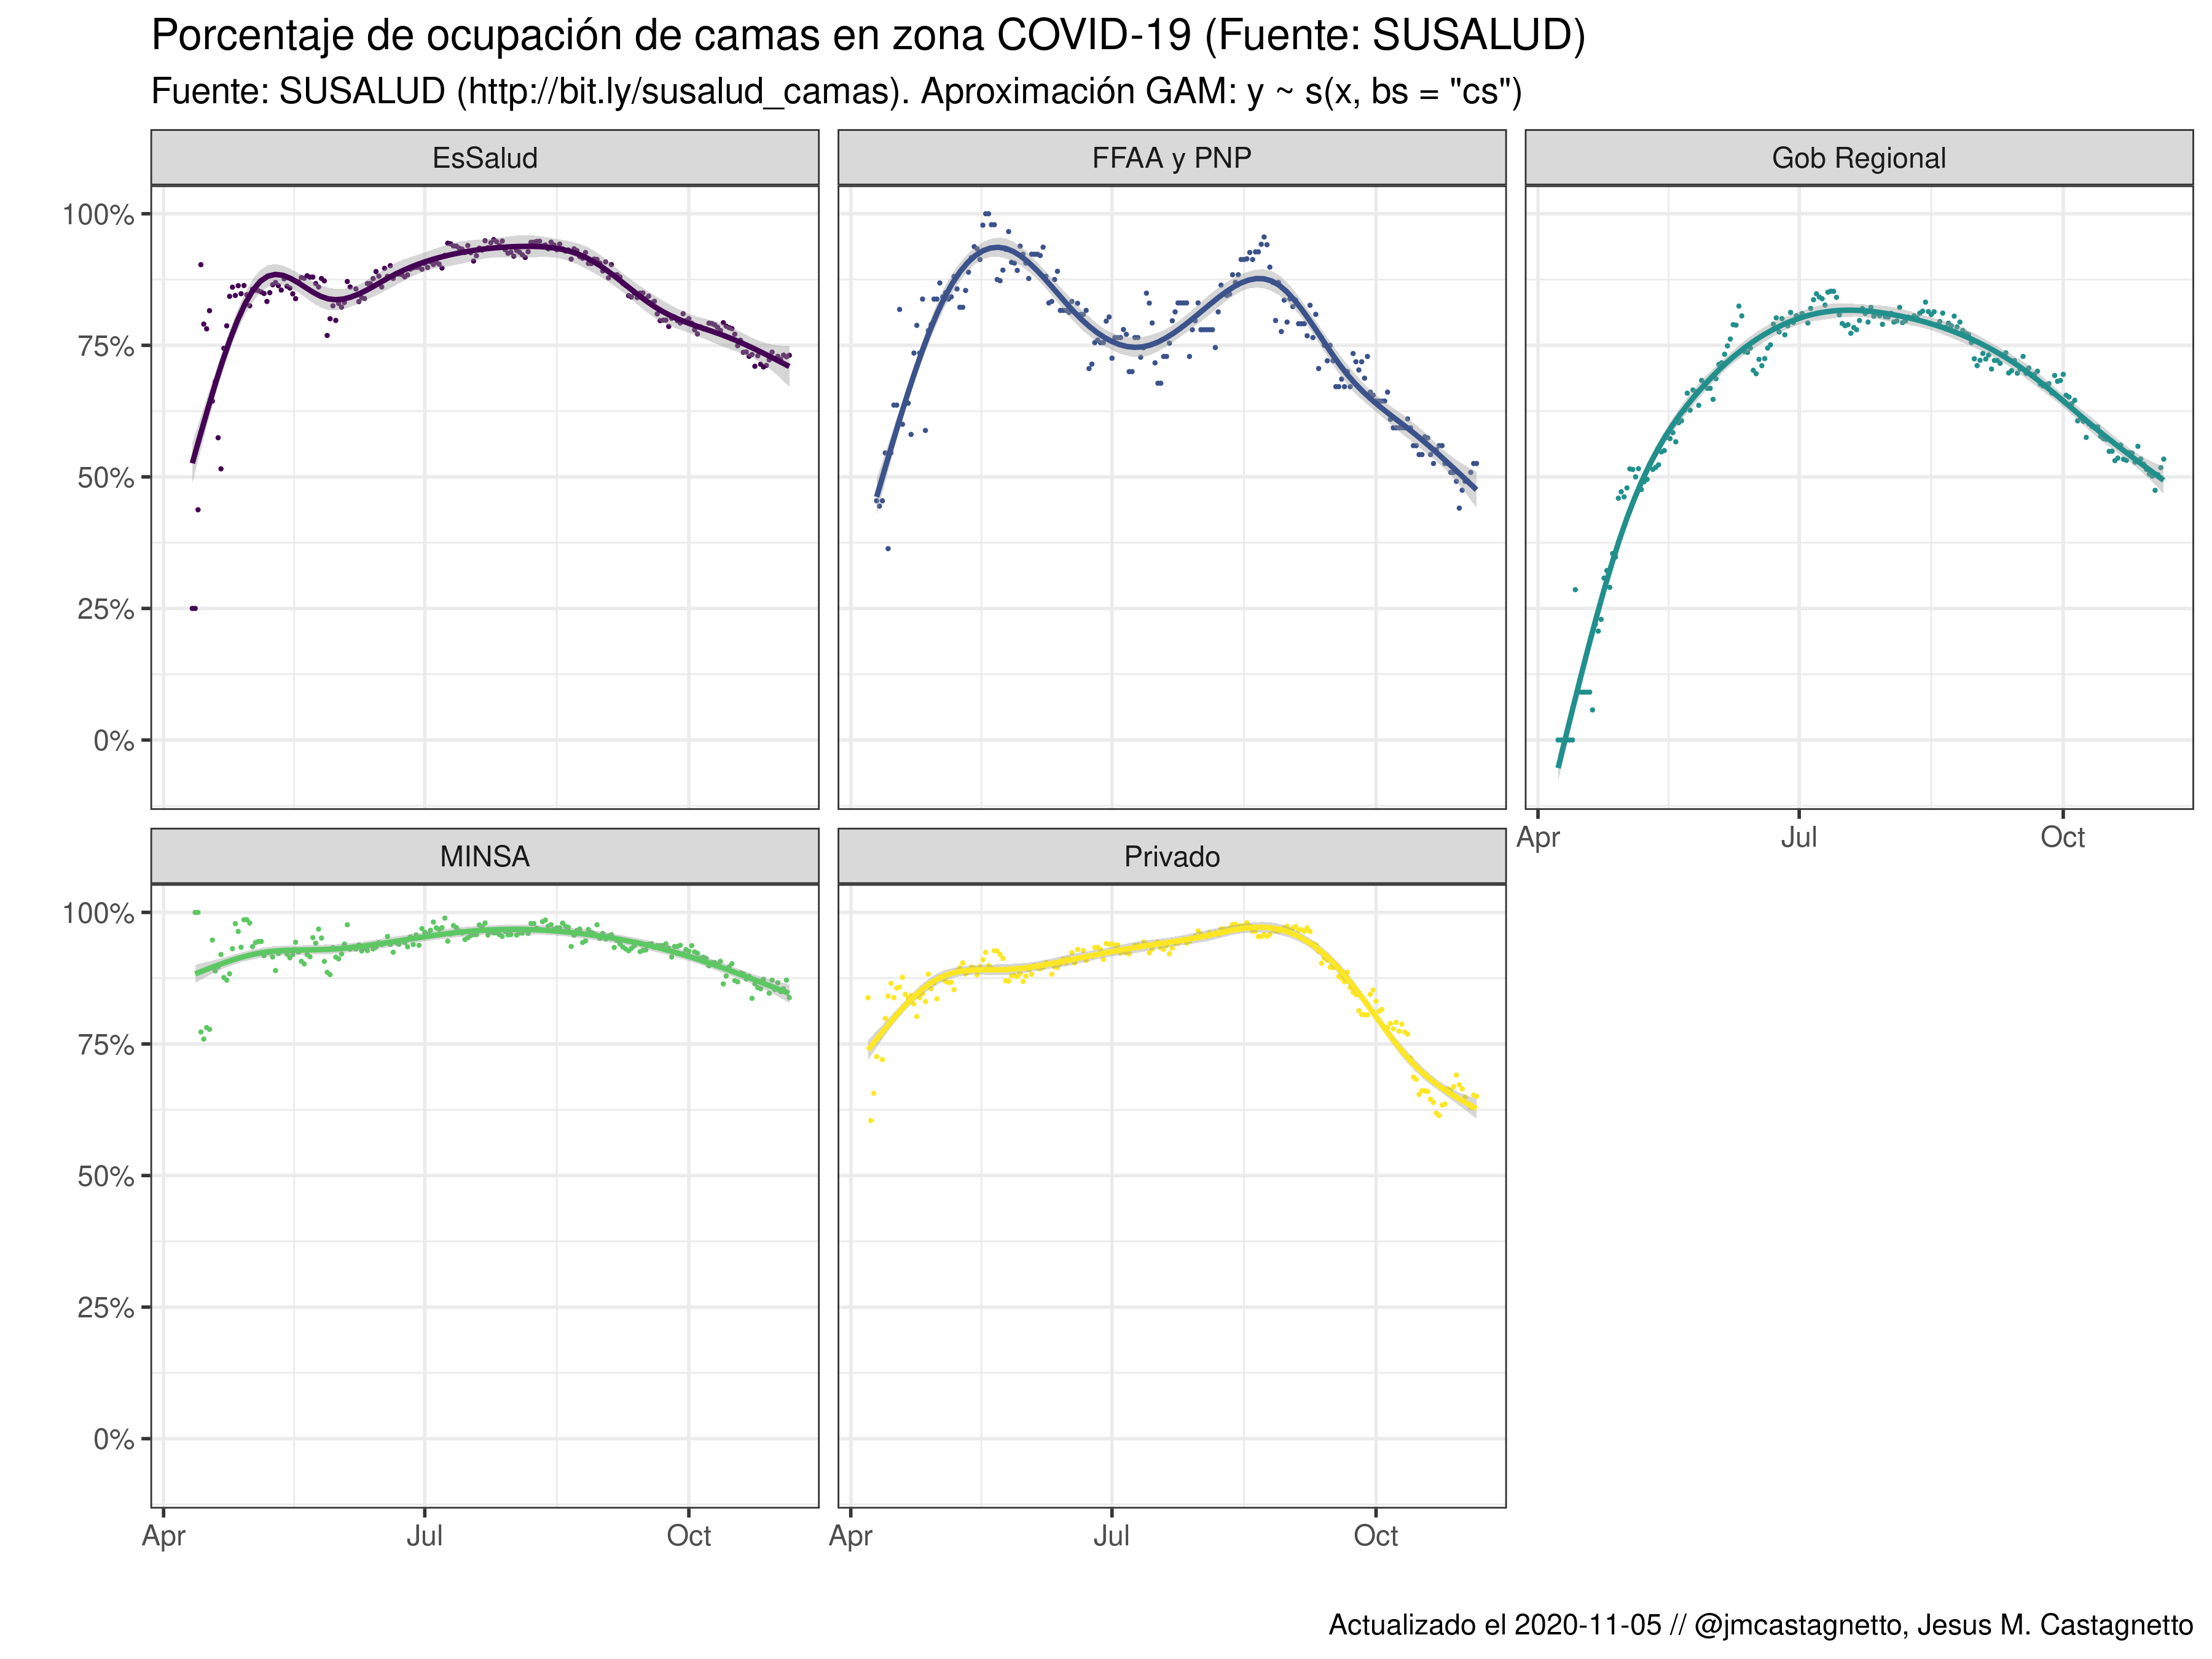 Porcentaje de ocupación de camas en zona COVID-19 (Fuente: SUSALUD)
Fuente: SUSALUD (http://bit.ly/susalud_camas). Aproximación GAM: y ~ s(x, bs = "cs")
EsSalud
FFAA y PNP
Gob Regional
100%
75%
50%
25%
0%
Apr
Jul
Oct
MINSA
Privado
100%
75%
50%
25%
0%
Apr
Jul
Oct
Apr
Jul
Oct
Actualizado el 2020-11-05 // @jmcastagnetto, Jesus M. Castagnetto